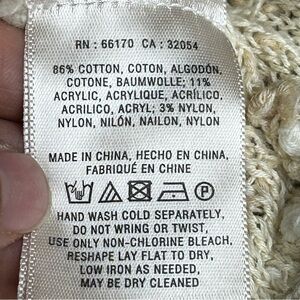 RN : 66170 CA : 32054
86% COTTON, COTON, ALGODÓN,
COTONE, BAUMWOLLE; 11%
ACRYLIC, ACRYLIQUE, ACRÍLICO,
ACRILICO, ACRYL; 3% NYLON,
NYLON, NILÓN, NAILON, NYLON
MADE IN CHINA, HECHO EN CHINA,
FABRIQUÉ EN CHINE
HAND WASH COLD SEPARATELY,
DO NOT WRING OR TWIST,
USE ONLY NON-CHLORINE BLEACH,
RESHAPE LAY FLAT TO DRY,
LOW IRON AS NEEDED,
MAY BE DRY CLEANED